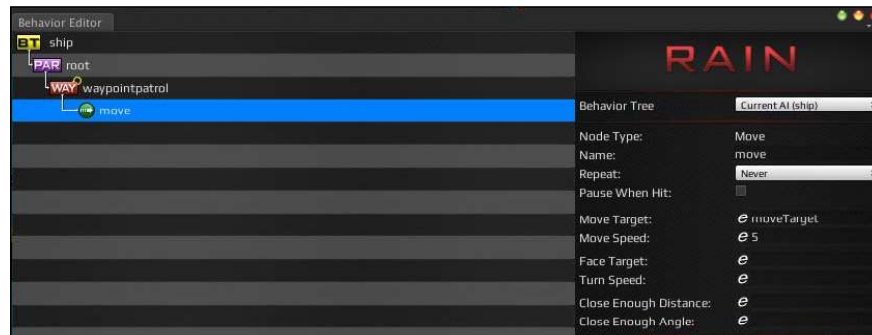 Behavior Editor
BT ship
PAR root
WAY waypointpatrol
move
RAIN
Behavior Tree Current AI (ship)
Node Type: Move
Name: move
Repeat: Never
Pause When Hit:
Move Target: e moveTarget
Move Speed: e 5
Face Target: e
Turn Speed: e
Close Enough Distance: e
Close Enough Angle: e